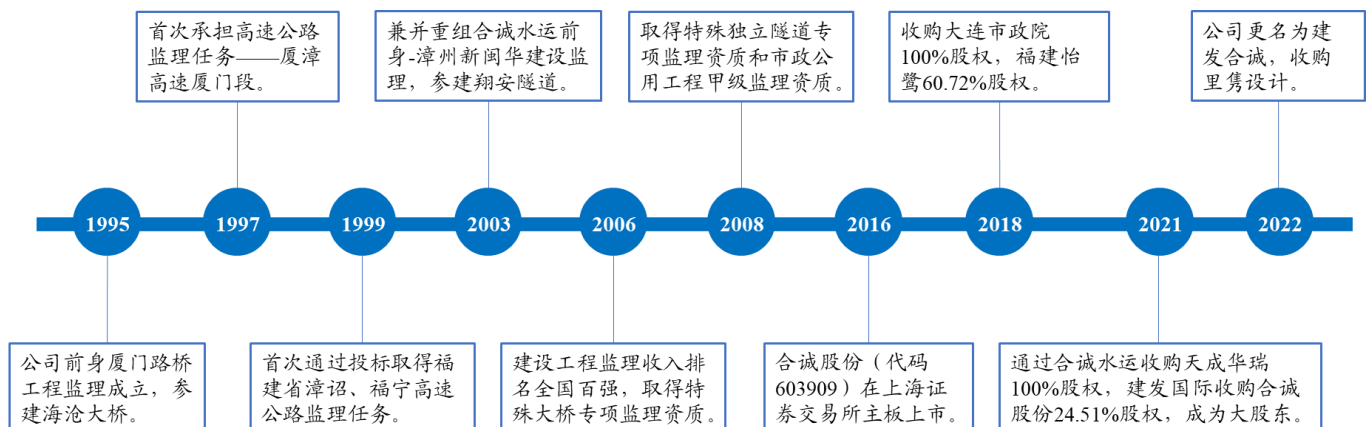 首次承担高速公路
监理任务——厦漳
高速厦门段。
兼并重组合诚水运前
身-漳州新闽华建设监
理，参建翔安隧道。
取得特殊独立隧道专
项监理资质和市政公
用工程甲级监理资质。
收购大连市政院
100%股权，福建怡
鹭60.72%股权。
公司更名为建
发合诚，收购
里隽设计。
1995
1997
1999
2003
2006
2008
2016
2018
2021
2022
公司前身厦门路桥
工程监理成立，参
建海沧大桥。
首次通过投标取得福
建省漳诏、福宁高速
公路监理任务。
建设工程监理收入排
名全国百强，取得特
殊大桥专项监理资质。
合诚股份（代码
603909）在上海证
券交易所主板上市。
通过合诚水运收购天成华瑞
100%股权，建发国际收购合诚
股份24.51%股权，成为大股东。